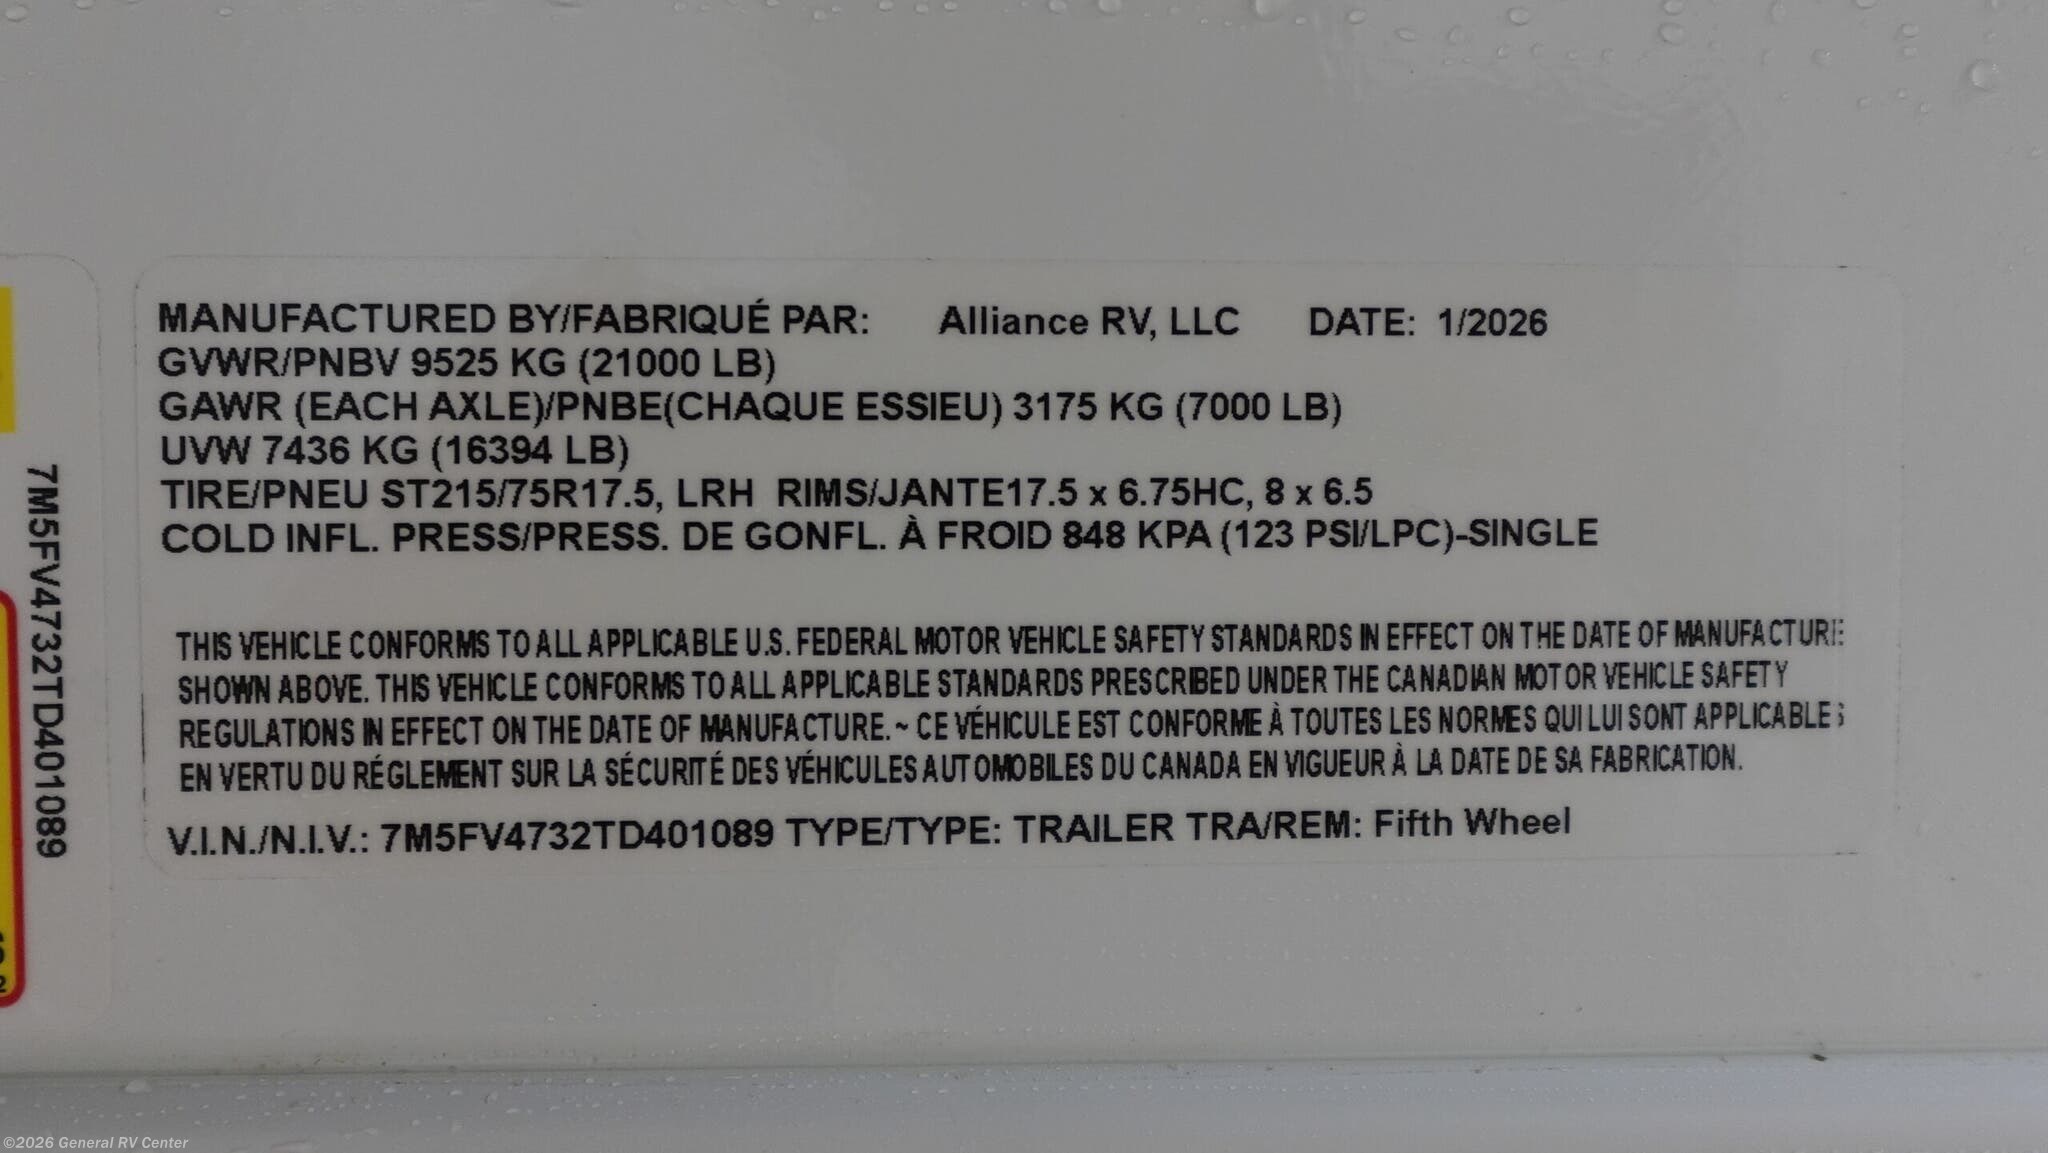 MANUFACTURED BY/FABRIQUÉ PAR: Alliance RV, LLC DATE: 1/2026
GVWR/PNBV 9525 KG (21000 LB)
GAWR (EACH AXLE)/PNBE(CHAQUE ESSIEU) 3175 KG (7000 LB)
UVW 7436 KG (16394 LB)
TIRE/PNEU ST215/75R17.5, LRH RIMS/JANTE17.5 x 6.75HC, 8 x 6.5
COLD INFL. PRESS/PRESS. DE GONFL. À FROID 848 KPA (123 PSI/LPC)-SINGLE
THIS VEHICLE CONFORMS TO ALL APPLICABLE U.S. FEDERAL MOTOR VEHICLE SAFETY STANDARDS IN EFFECT ON THE DATE OF MANUFACTURE
SHOWN ABOVE. THIS VEHICLE CONFORMS TO ALL APPLICABLE STANDARDS PRESCRIBED UNDER THE CANADIAN MOTOR VEHICLE SAFETY
REGULATIONS IN EFFECT ON THE DATE OF MANUFACTURE. ~ CE VÉHICULE EST CONFORME À TOUTES LES NORMES QUI LUI SONT APPLICABLES
EN VERTU DU RÉGLEMENT SUR LA SÉCURITÉ DES VÉHICULES AUTOMOBILES DU CANADA EN VIGUEUR À LA DATE DE SA FABRICATION.
V.I.N./N.I.V.: 7M5FV4732TD401089 TYPE/TYPE: TRAILER TRA/REM: Fifth Wheel
7M5FV4732TD401089
©2026 General RV Center